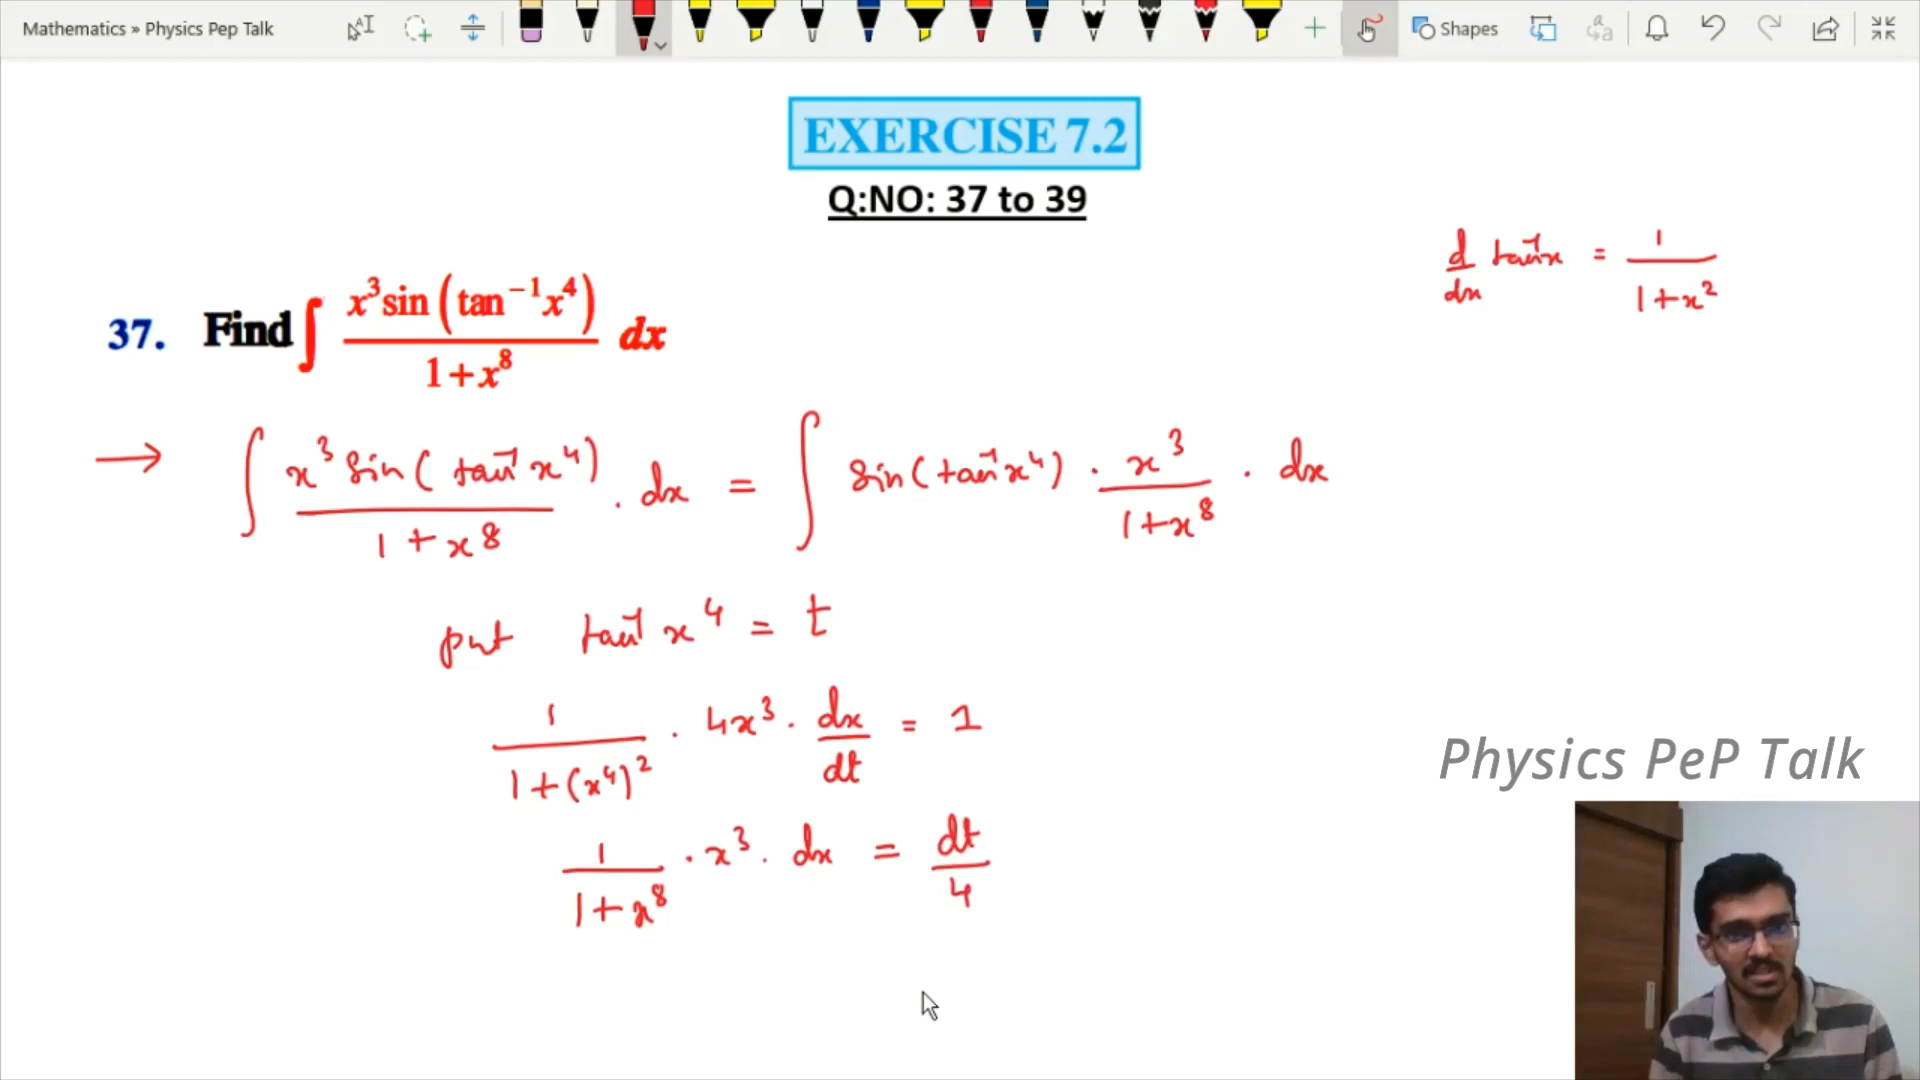 Mathematics » Physics Pep Talk
Shapes
EXERCISE 7.2
Q:NO: 37 to 39
d/dx tan⁻¹x = 1/(1+x²)
37. Find ∫ x³ sin(tan⁻¹x⁴)/(1+x⁸) dx
→ ∫ x³ sin(tan⁻¹x⁴)/(1+x⁸) . dx = ∫ sin(tan⁻¹x⁴) · x³/(1+x⁸) · dx
put tan⁻¹x⁴ = t
1/(1+(x⁴)²) · 4x³ · dx/dt = 1
1/(1+x⁸) · x³ · dx = dt/4
Physics PeP Talk